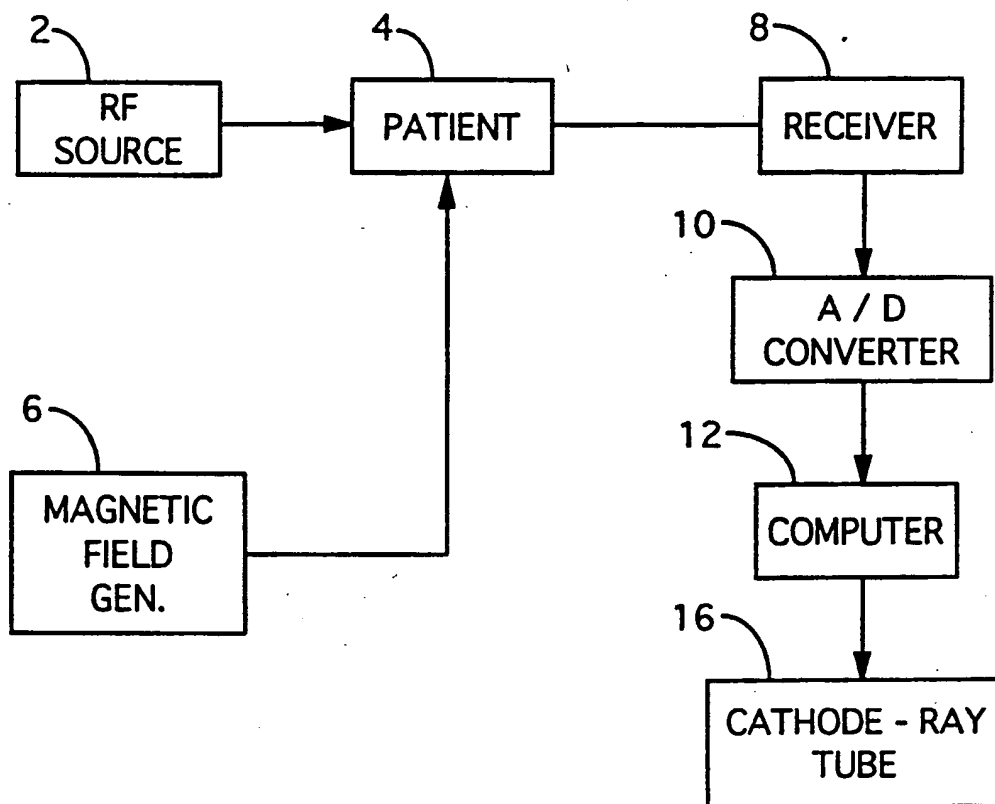 2
RF
SOURCE
4
PATIENT
8
RECEIVER
10
A / D
CONVERTER
6
MAGNETIC
FIELD
GEN.
12
COMPUTER
16
CATHODE - RAY
TUBE